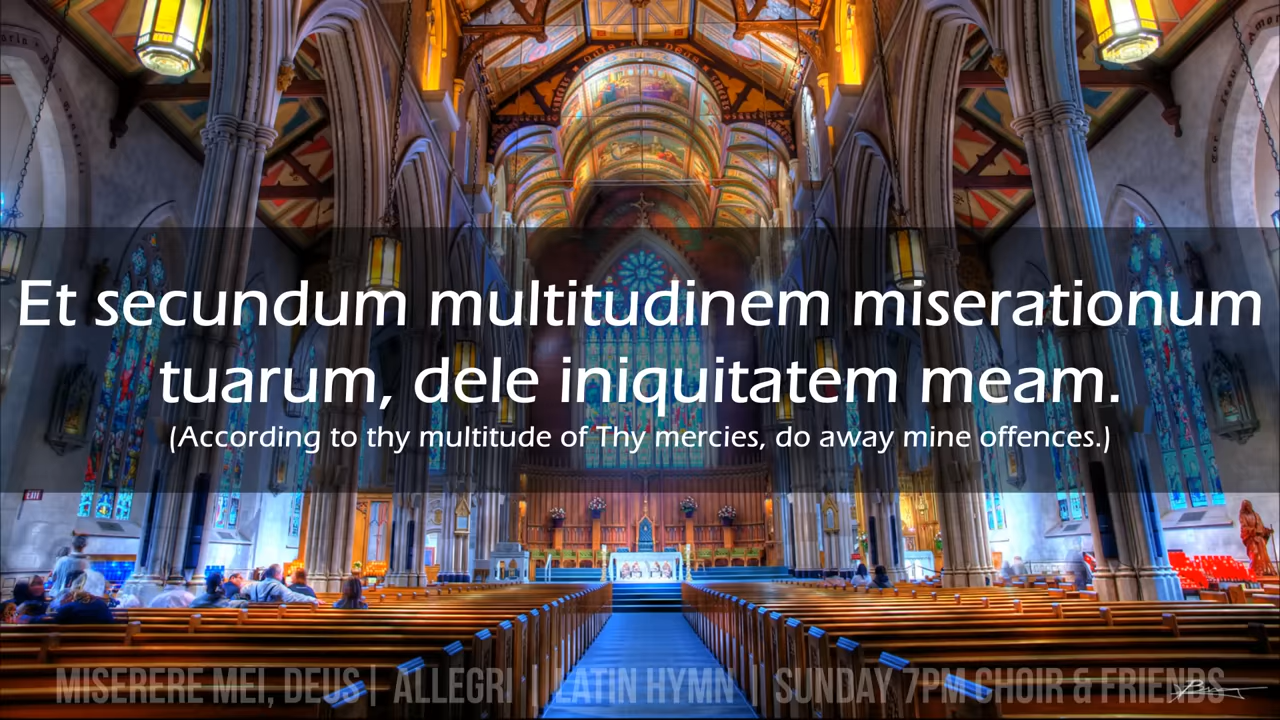 Et secundum multitudinem miserationum
tuarum, dele iniquitatem meam.
(According to thy multitude of Thy mercies, do away mine offences.)
EXIT
MISERERE MEI, DEUS | ALLEGRI | LATIN HYMN | SUNDAY 7PM CHOIR & FRIENDS